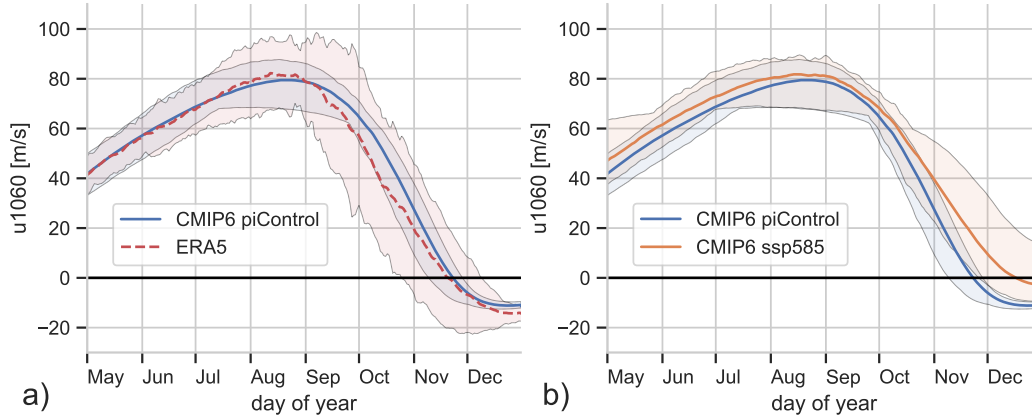 100
80
60
40
20
0
−20
u1060 [m/s]
CMIP6 piControl
ERA5
May Jun Jul Aug Sep Oct Nov Dec
day of year
a)
100
80
60
40
20
0
−20
u1060 [m/s]
CMIP6 piControl
CMIP6 ssp585
May Jun Jul Aug Sep Oct Nov Dec
day of year
b)